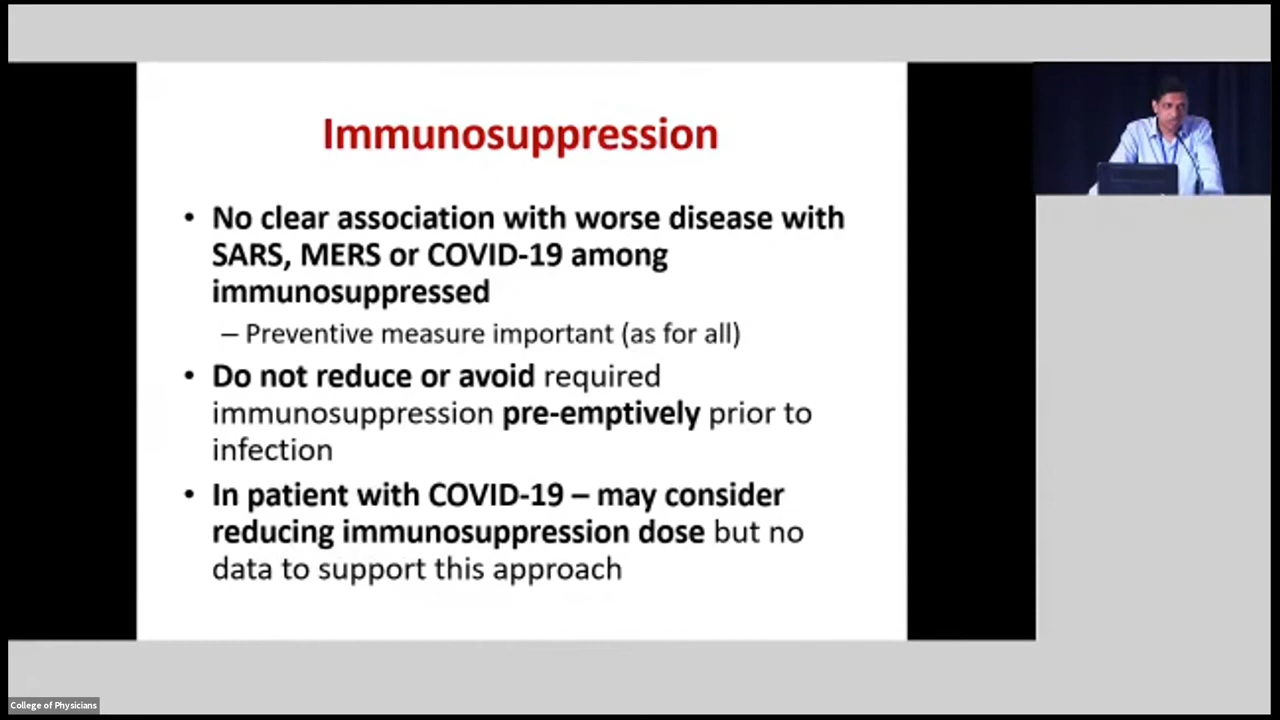 Immunosuppression
• No clear association with worse disease with
SARS, MERS or COVID-19 among
immunosuppressed
– Preventive measure important (as for all)
• Do not reduce or avoid required
immunosuppression pre-emptively prior to
infection
• In patient with COVID-19 – may consider
reducing immunosuppression dose but no
data to support this approach
College of Physicians